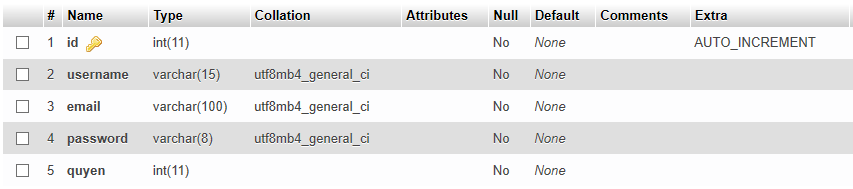 # Name Type Collation Attributes Null Default Comments Extra
1 id int(11) No None AUTO_INCREMENT
2 username varchar(15) utf8mb4_general_ci No None
3 email varchar(100) utf8mb4_general_ci No None
4 password varchar(8) utf8mb4_general_ci No None
5 quyen int(11) No None